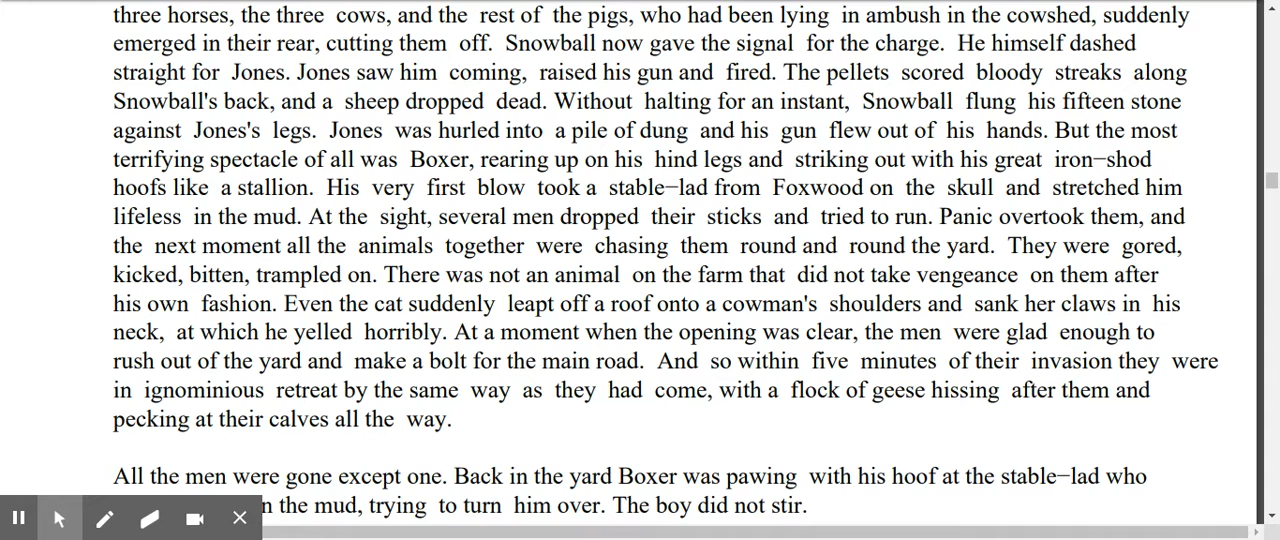 three horses, the three cows, and the rest of the pigs, who had been lying in ambush in the cowshed, suddenly
emerged in their rear, cutting them off. Snowball now gave the signal for the charge. He himself dashed
straight for Jones. Jones saw him coming, raised his gun and fired. The pellets scored bloody streaks along
Snowball's back, and a sheep dropped dead. Without halting for an instant, Snowball flung his fifteen stone
against Jones's legs. Jones was hurled into a pile of dung and his gun flew out of his hands. But the most
terrifying spectacle of all was Boxer, rearing up on his hind legs and striking out with his great iron−shod
hoofs like a stallion. His very first blow took a stable−lad from Foxwood on the skull and stretched him
lifeless in the mud. At the sight, several men dropped their sticks and tried to run. Panic overtook them, and
the next moment all the animals together were chasing them round and round the yard. They were gored,
kicked, bitten, trampled on. There was not an animal on the farm that did not take vengeance on them after
his own fashion. Even the cat suddenly leapt off a roof onto a cowman's shoulders and sank her claws in his
neck, at which he yelled horribly. At a moment when the opening was clear, the men were glad enough to
rush out of the yard and make a bolt for the main road. And so within five minutes of their invasion they were
in ignominious retreat by the same way as they had come, with a flock of geese hissing after them and
pecking at their calves all the way.
All the men were gone except one. Back in the yard Boxer was pawing with his hoof at the stable−lad who
n the mud, trying to turn him over. The boy did not stir.